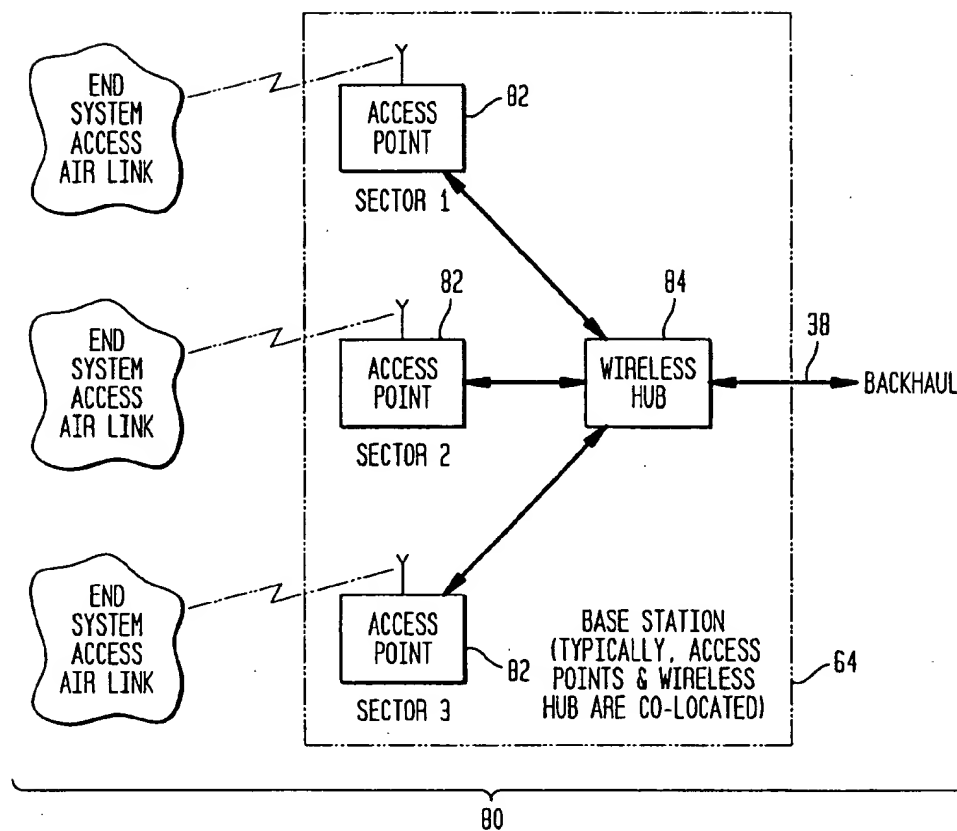 END
SYSTEM
ACCESS
AIR LINK
ACCESS
POINT
82
SECTOR 1
END
SYSTEM
ACCESS
AIR LINK
ACCESS
POINT
82
SECTOR 2
WIRELESS
HUB
84
38
BACKHAUL
END
SYSTEM
ACCESS
AIR LINK
ACCESS
POINT
82
SECTOR 3
BASE STATION
(TYPICALLY, ACCESS
POINTS & WIRELESS
HUB ARE CO-LOCATED)
64
80